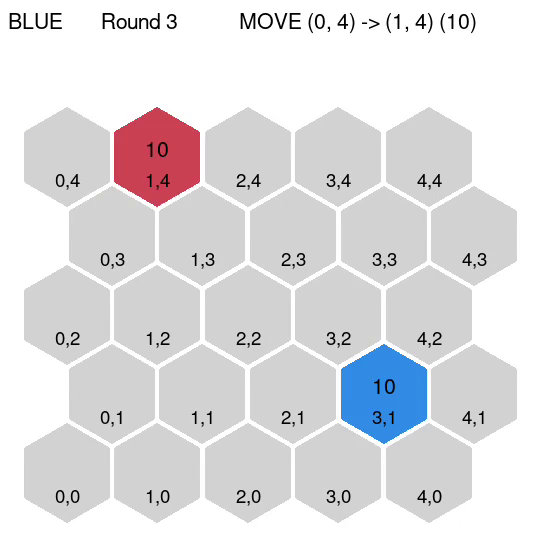 BLUE Round 3 MOVE (0, 4) -> (1, 4) (10)
10
0,4 1,4 2,4 3,4 4,4
0,3 1,3 2,3 3,3 4,3
0,2 1,2 2,2 3,2 4,2
10
0,1 1,1 2,1 3,1 4,1
0,0 1,0 2,0 3,0 4,0